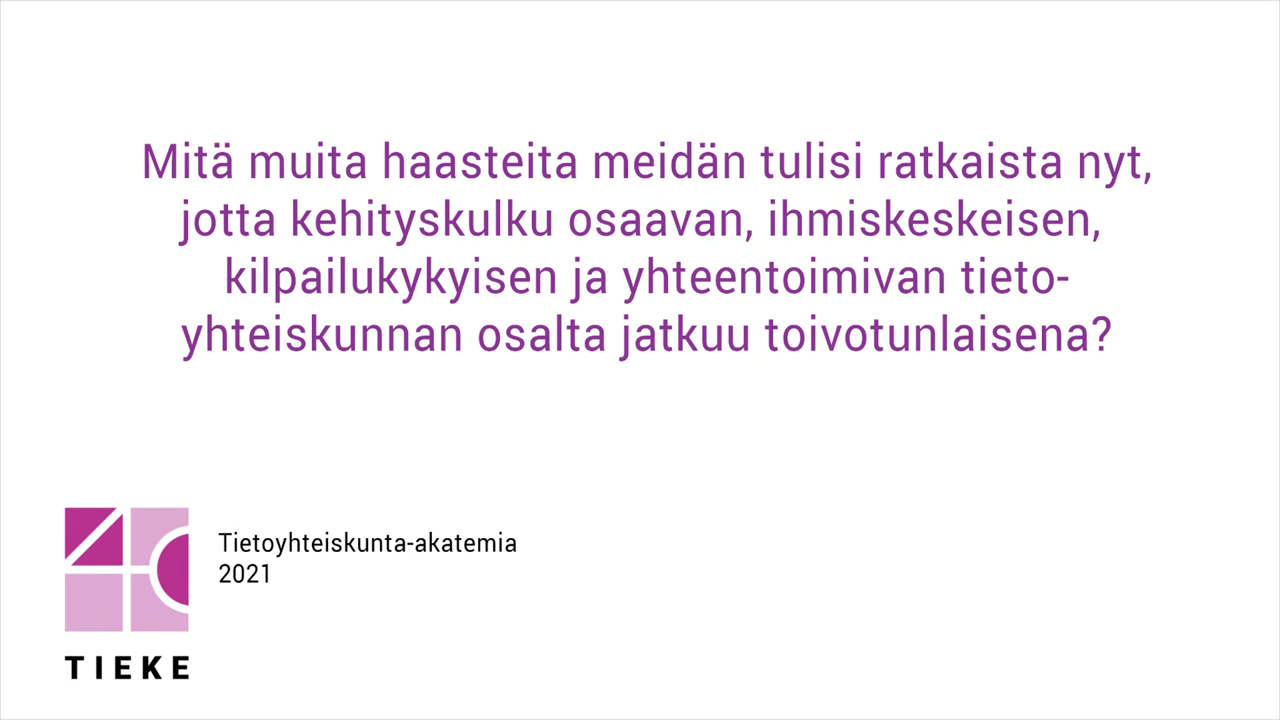 Mitä muita haasteita meidän tulisi ratkaista nyt,
jotta kehityskulku osaavan, ihmiskeskeisen,
kilpailukykyisen ja yhteentoimivan tieto-
yhteiskunnan osalta jatkuu toivotunlaisena?
40
Tietoyhteiskunta-akatemia
2021
TIEKE